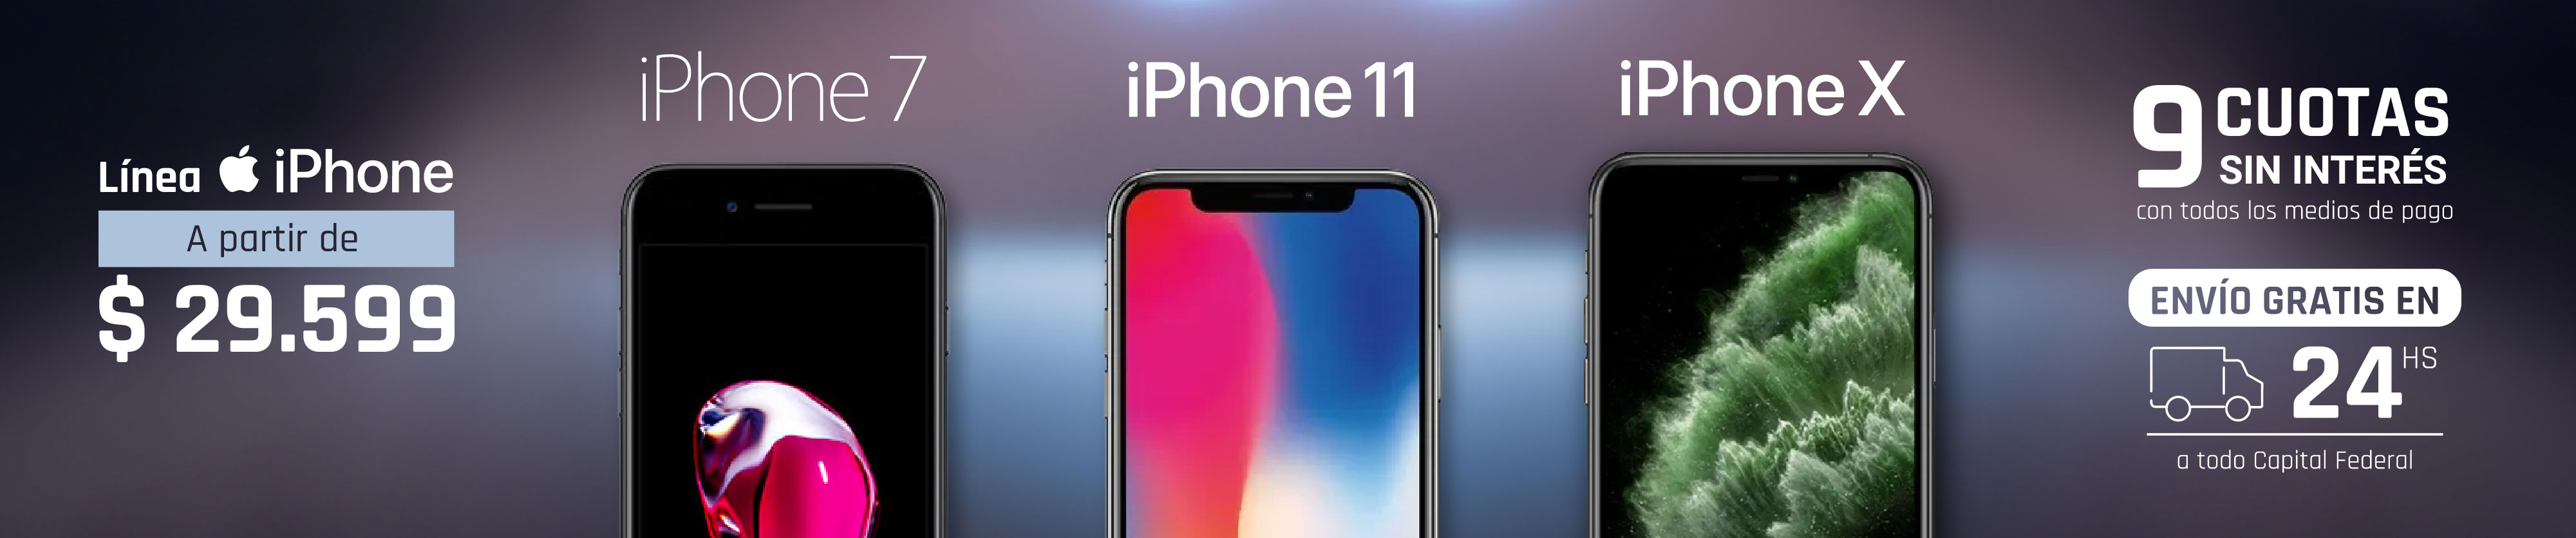 Línea iPhone
A partir de
$ 29.599
iPhone 7
iPhone 11
iPhone X
9 CUOTAS
SIN INTERÉS
con todos los medios de pago
ENVÍO GRATIS EN
24 HS
a todo Capital Federal